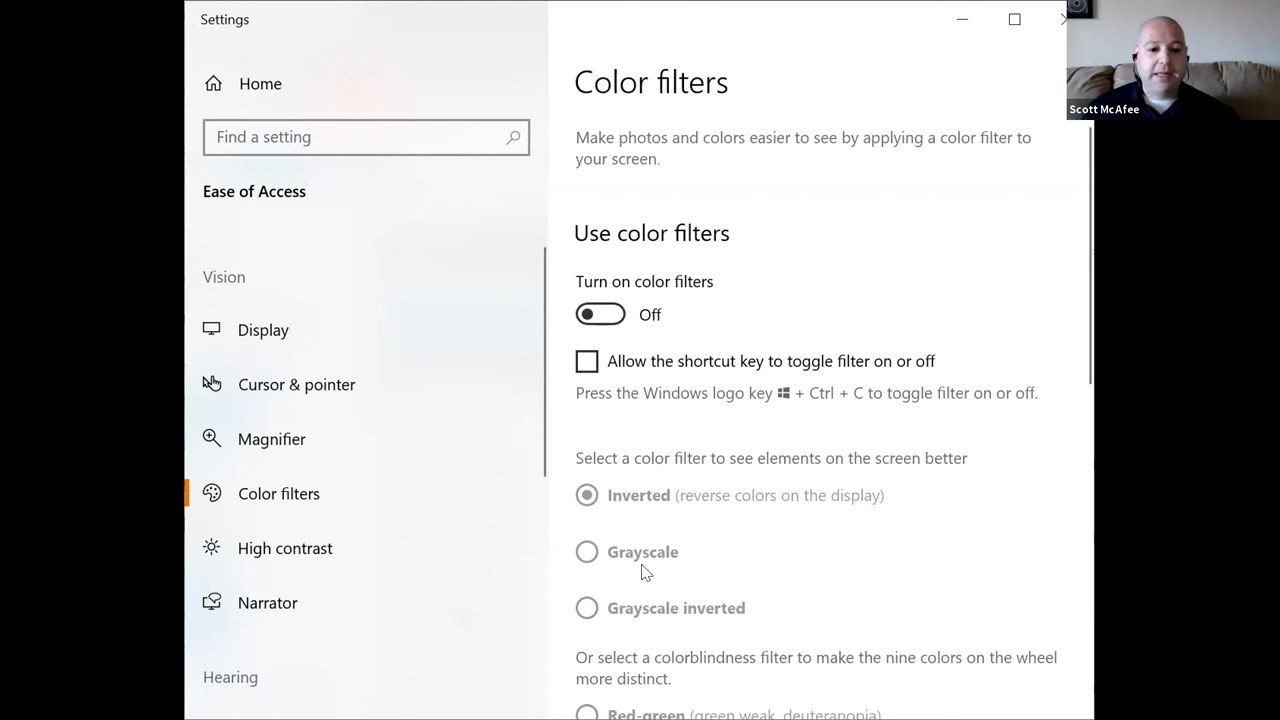 Settings
Home
Find a setting
Ease of Access
Vision
Display
Cursor & pointer
Magnifier
Color filters
High contrast
Narrator
Hearing
Color filters
Make photos and colors easier to see by applying a color filter to
your screen.
Use color filters
Turn on color filters
Off
Allow the shortcut key to toggle filter on or off
Press the Windows logo key + Ctrl + C to toggle filter on or off.
Select a color filter to see elements on the screen better
Inverted (reverse colors on the display)
Grayscale
Grayscale inverted
Or select a colorblindness filter to make the nine colors on the wheel
more distinct.
Red-green (green weak, deuteranopia)
Scott McAfee